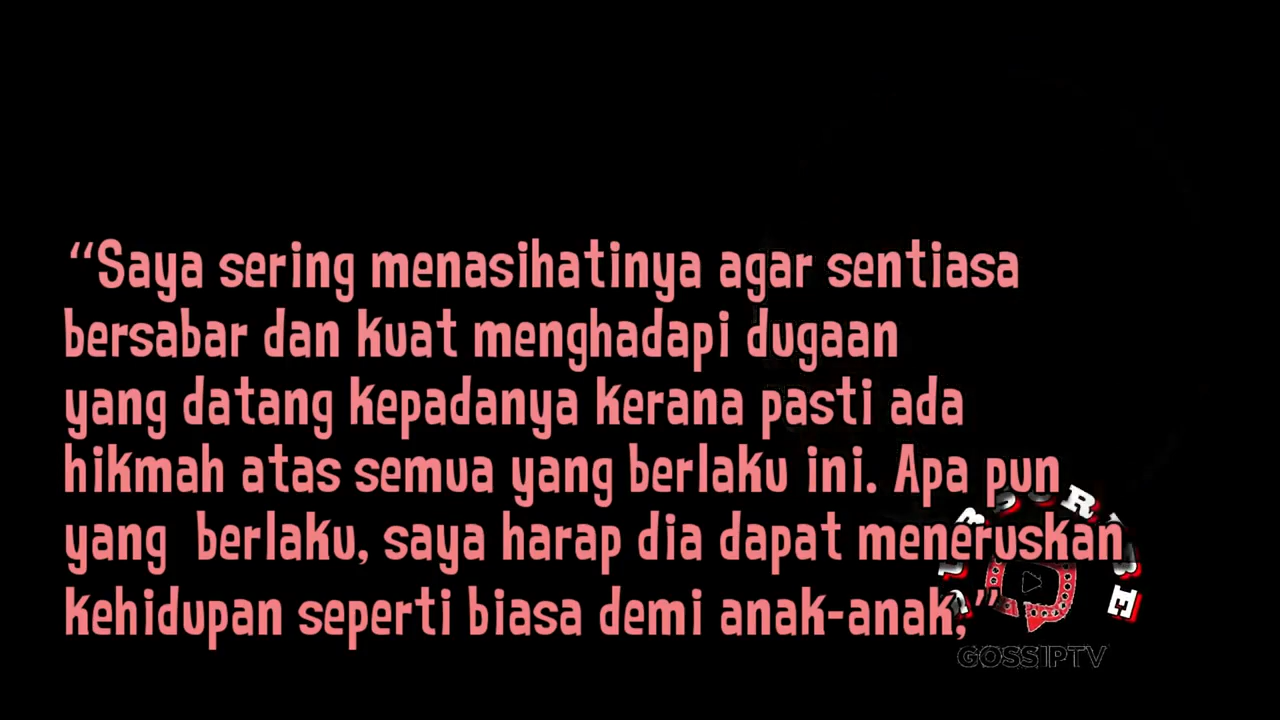 “Saya sering menasihatinya agar sentiasa
bersabar dan kuat menghadapi dugaan
yang datang kepadanya kerana pasti ada
hikmah atas semua yang berlaku ini. Apa pun
yang  berlaku, saya harap dia dapat meneruskan
kehidupan seperti biasa demi anak-anak,”
GOSSIPTV